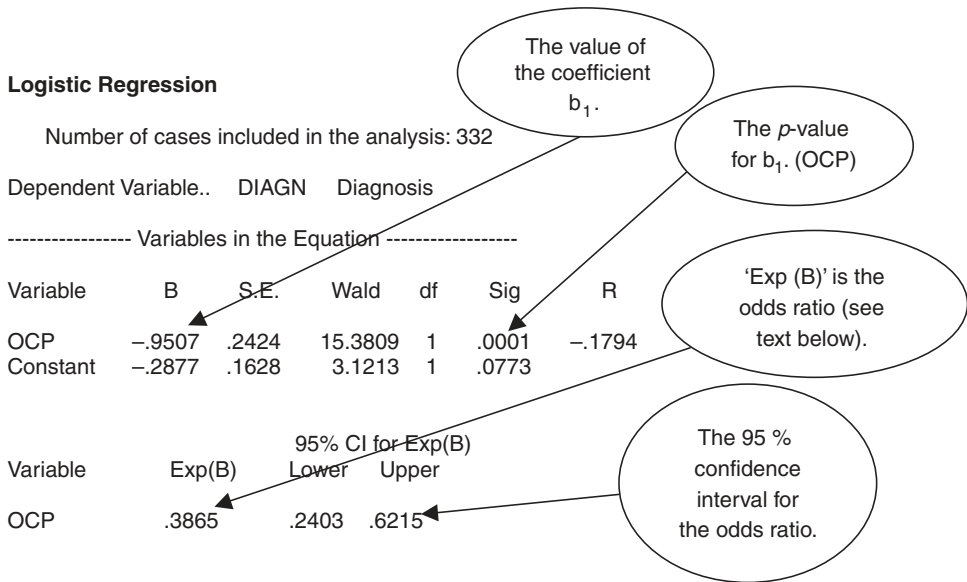 The value of
the coefficient
b1.
Logistic Regression
Number of cases included in the analysis: 332
The p-value
for b1. (OCP)
Dependent Variable.. DIAGN Diagnosis
----------------- Variables in the Equation ------------------
Variable B S.E. Wald df Sig R
OCP –.9507 .2424 15.3809 1 .0001 –.1794
Constant –.2877 .1628 3.1213 1 .0773
‘Exp (B)’ is the
odds ratio (see
text below).
95% CI for Exp(B)
Variable Exp(B) Lower Upper
OCP .3865 .2403 .6215
The 95 %
confidence
interval for
the odds ratio.